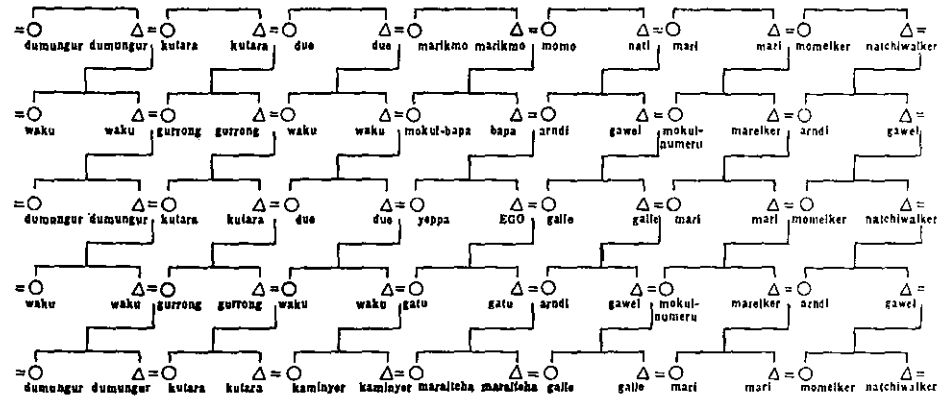 dumungur dumungur kutara kutara due due marikmo marikmo momo nati mari mari momelker natchiwalker
waku waku gurrong gurrong waku waku mokul-bapa bapa arndi gawel mokul-numeru marelker arndi gawel
dumungur dumungur kutara kutara due due yeppa EGO galle galle mari mari momelker natchiwalker
waku waku gurrong gurrong waku waku gatu gatu arndi gawel mokul-numeru marelker arndi gawel
dumungur dumungur kutara kutara kaminyer kaminyer maraitcha maraitcha galle galle mari mari momelker natchiwalker